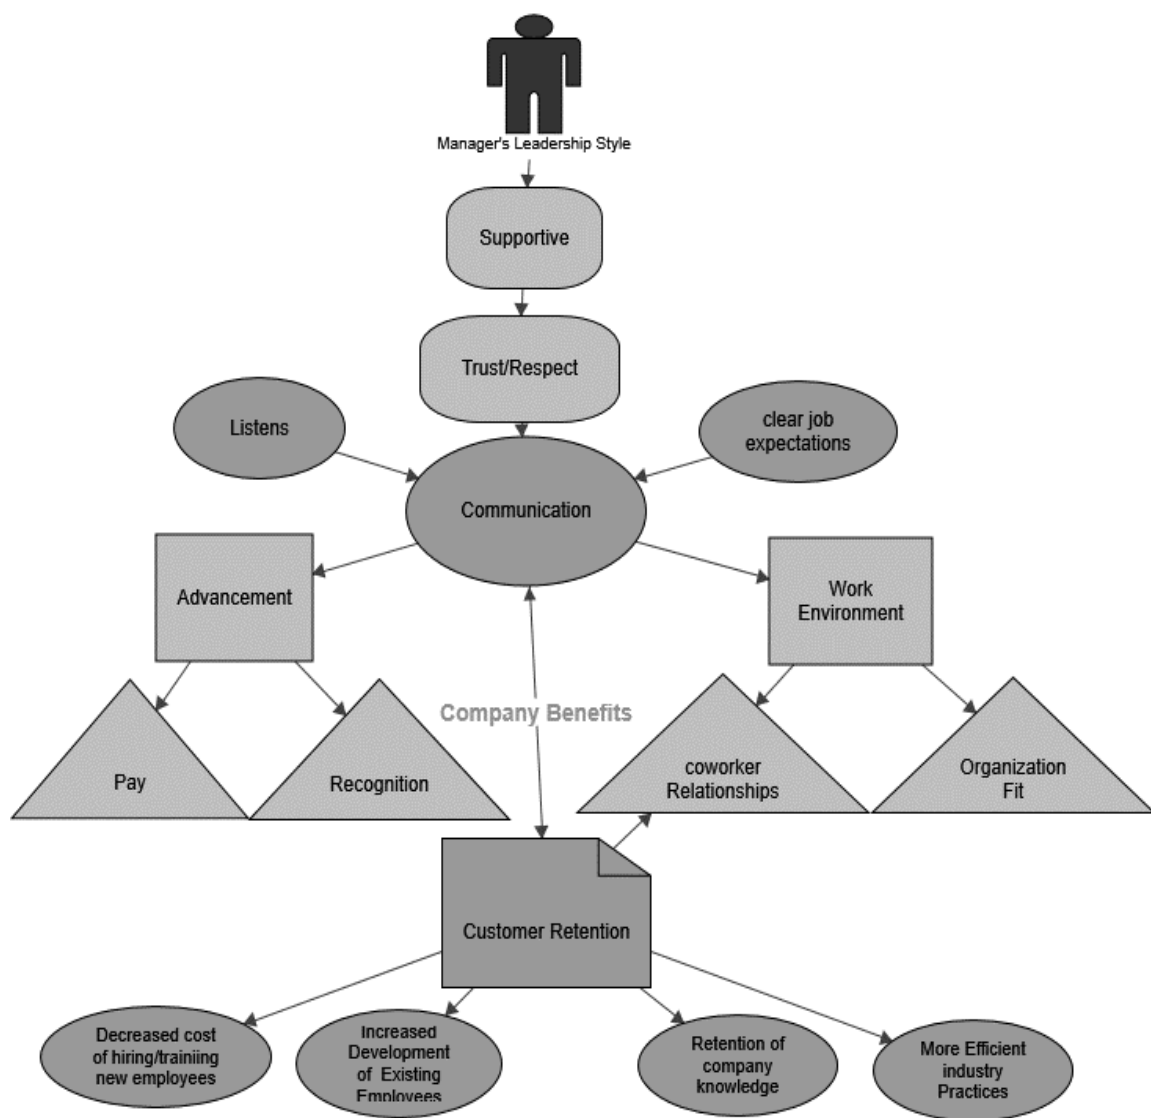 Manager's Leadership Style
Supportive
Trust/Respect
Listens
clear job
expectations
Communication
Advancement
Work
Environment
Company Benefits
Pay
Recognition
coworker
Relationships
Organization
Fit
Customer Retention
Decreased cost
of hiring/trainiing
new employees
Increased
Development
of Existing
Employees
Retention of
company
knowledge
More Efficient
industry
Practices